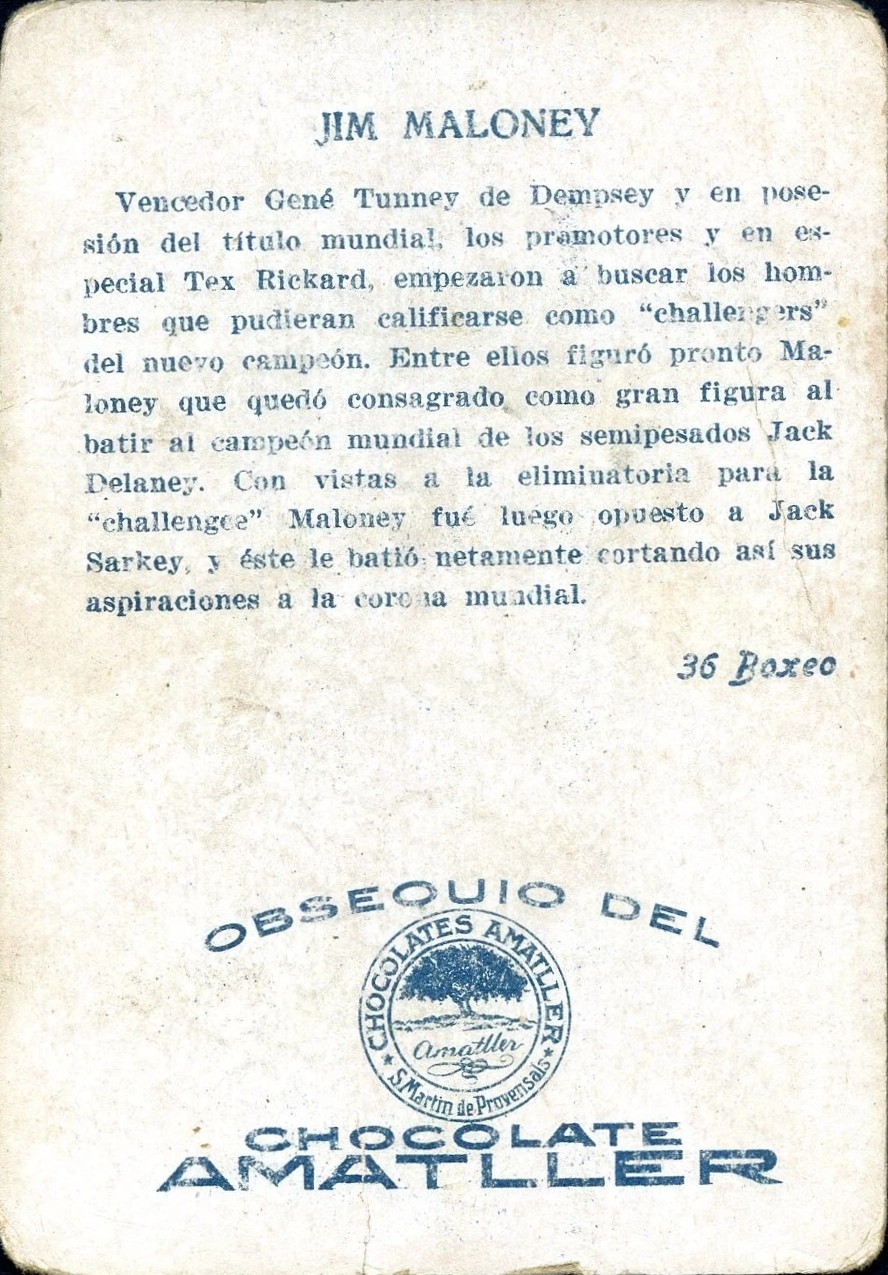 JIM MALONEY
Vencedor Gené Tunney de Dempsey y en pose-
sión del título mundial, los promotores y en es-
pecial Tex Rickard, empezaron a buscar los hom-
bres que pudieran calificarse como “challengers”
del nuevo campeón. Entre ellos figuró pronto Ma-
loney que quedó consagrado como gran figura al
batir al campeón mundial de los semipesados Jack
Delaney. Con vistas a la eliminatoria para la
“challengee” Maloney fué luego opuesto a Jack
Sarkey, y éste le batió netamente cortando así sus
aspiraciones a la corona mundial.
36 Boxeo
OBSEQUIO DEL
CHOCOLATES AMATLLER
Amatller
S. Martin de Provensals
CHOCOLATE
AMATLLER